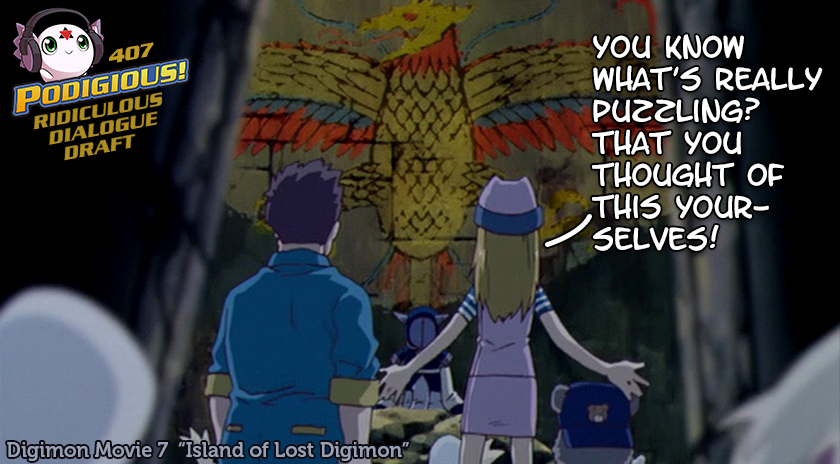 407
PODIGIOUS!
RIDICULOUS
DIALOGUE
DRAFT
YOU KNOW
WHAT'S REALLY
PUZZLING?
THAT YOU
THOUGHT OF
THIS YOUR-
SELVES!
Digimon Movie 7 "Island of Lost Digimon"